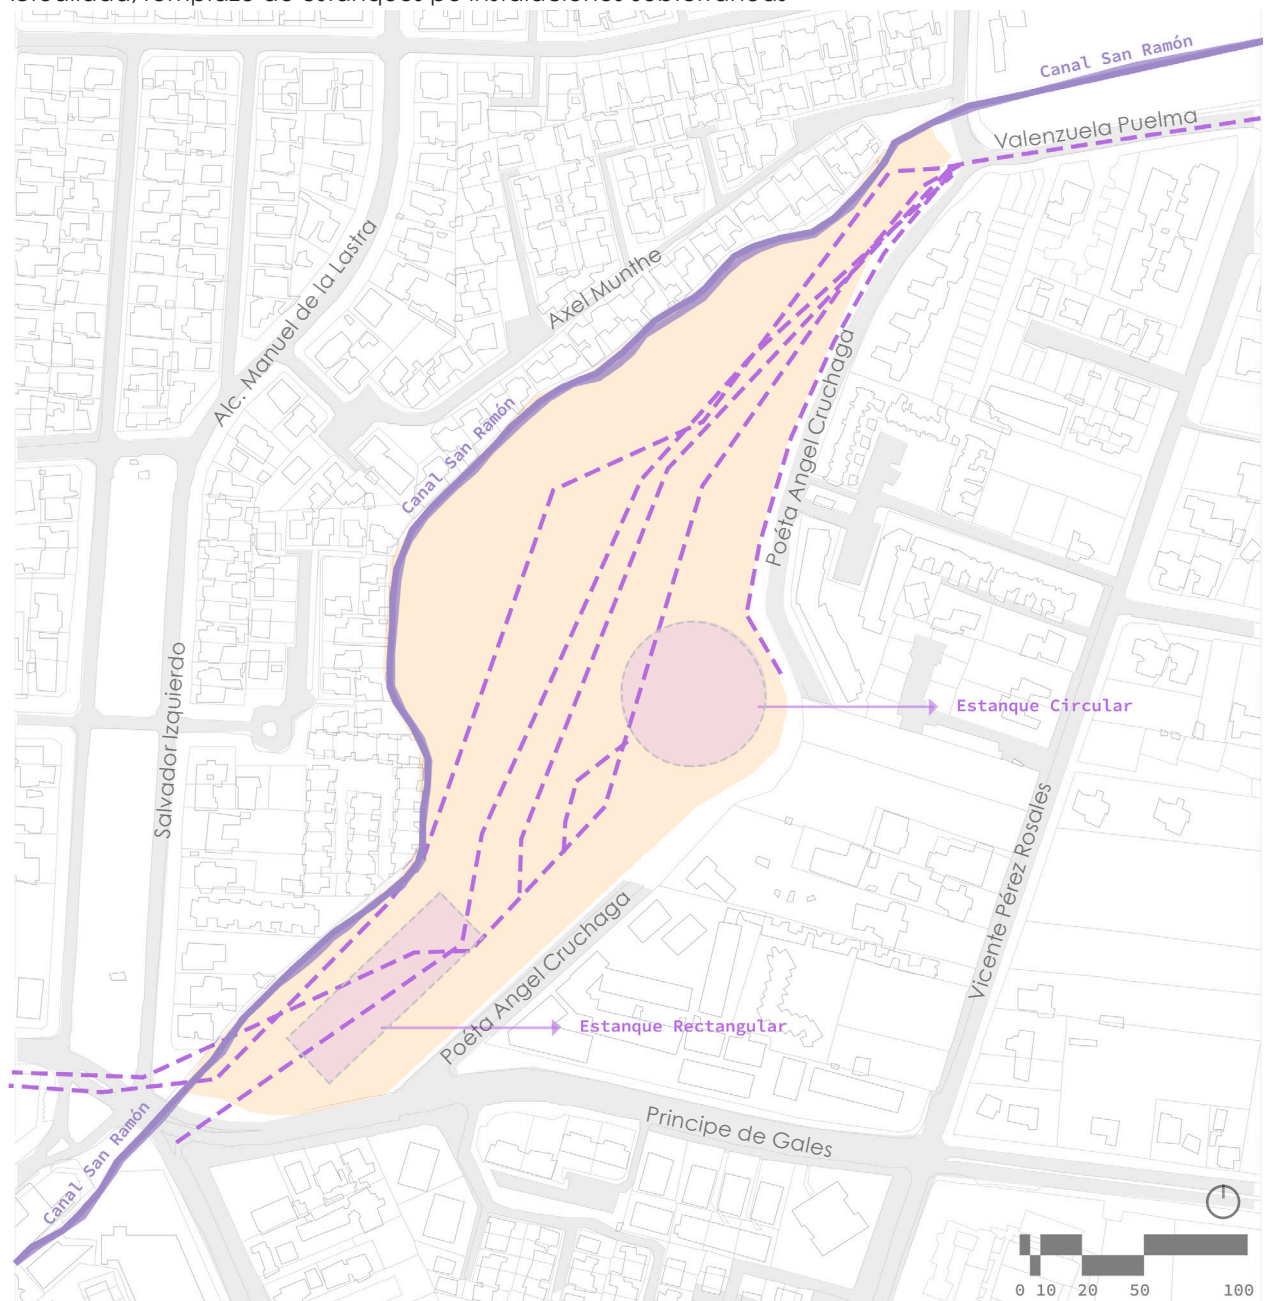 Canal San Ramón
Valenzuela Puelma
Alc. Manuel de la Lastra
Axel Munthe
Canal San Ramón
Poéta Angel Cruchaga
Salvador Izquierdo
Estanque Circular
Vicente Pérez Rosales
Poéta Angel Cruchaga
Estanque Rectangular
Canal San Ramón
Principe de Gales
0 10 20 50 100